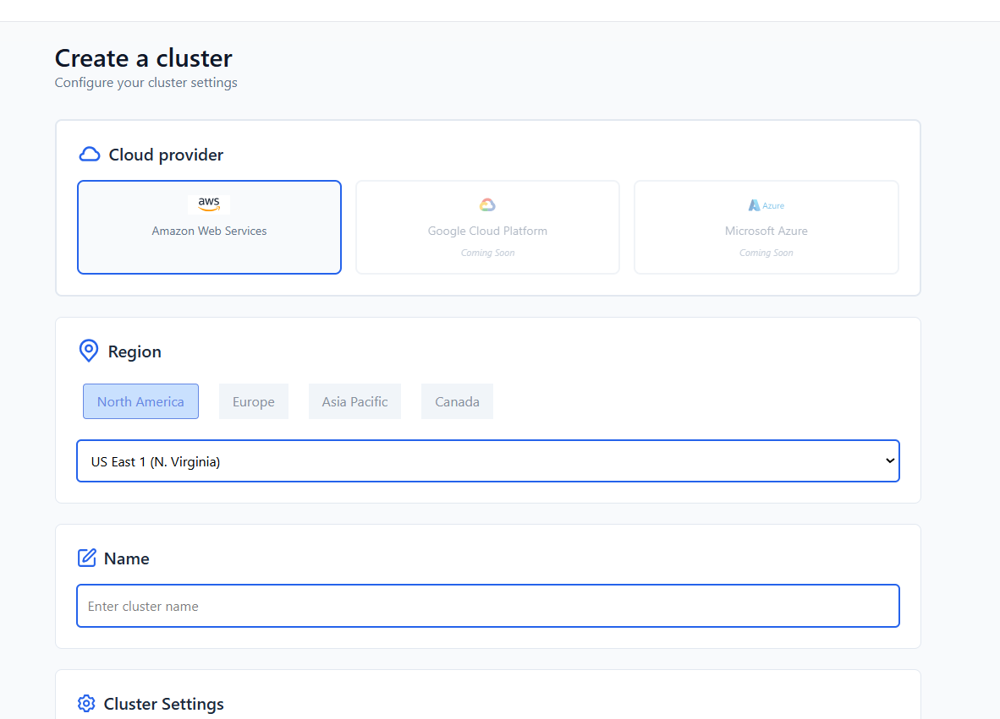 Create a cluster
Configure your cluster settings
Cloud provider
aws
Amazon Web Services
Google Cloud Platform
Coming Soon
Azure
Microsoft Azure
Coming Soon
Region
North America
Europe
Asia Pacific
Canada
US East 1 (N. Virginia)
Name
Enter cluster name
Cluster Settings